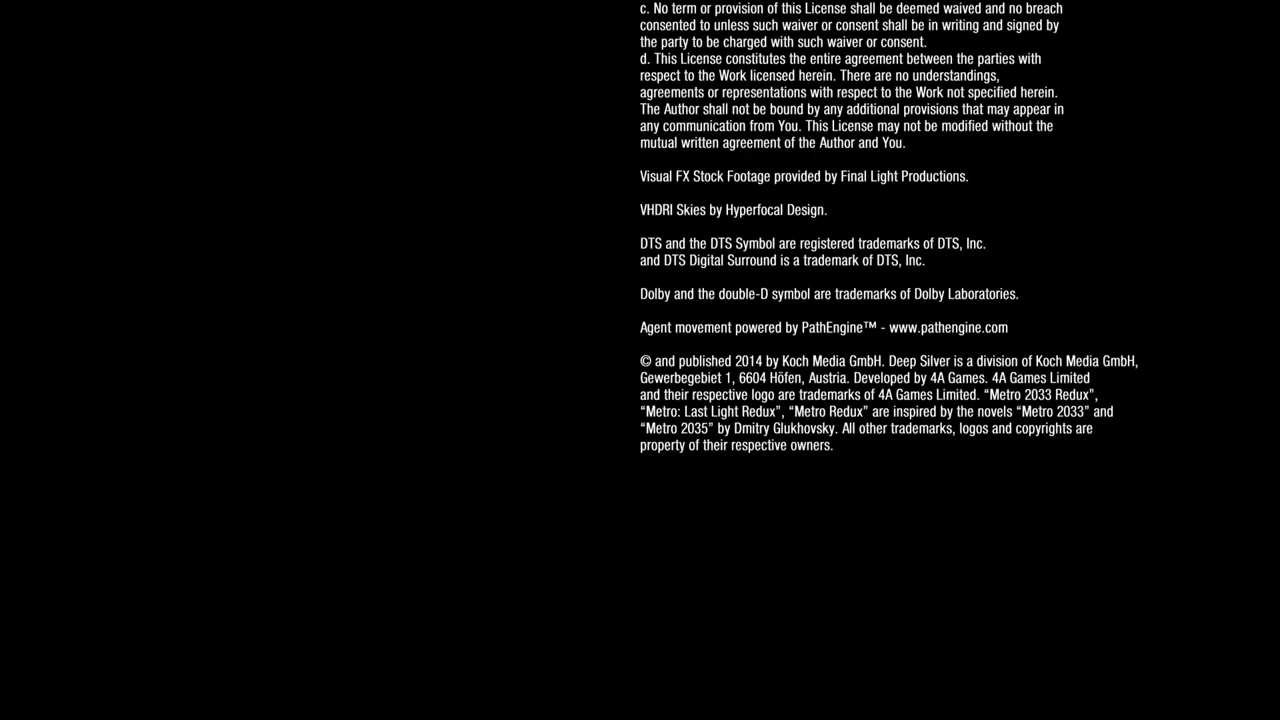 c. No term or provision of this License shall be deemed waived and no breach
consented to unless such waiver or consent shall be in writing and signed by
the party to be charged with such waiver or consent.
d. This License constitutes the entire agreement between the parties with
respect to the Work licensed herein. There are no understandings,
agreements or representations with respect to the Work not specified herein.
The Author shall not be bound by any additional provisions that may appear in
any communication from You. This License may not be modified without the
mutual written agreement of the Author and You.
Visual FX Stock Footage provided by Final Light Productions.
VHDRI Skies by Hyperfocal Design.
DTS and the DTS Symbol are registered trademarks of DTS, Inc.
and DTS Digital Surround is a trademark of DTS, Inc.
Dolby and the double-D symbol are trademarks of Dolby Laboratories.
Agent movement powered by PathEngine™ - www.pathengine.com
© and published 2014 by Koch Media GmbH. Deep Silver is a division of Koch Media GmbH,
Gewerbegebiet 1, 6604 Höfen, Austria. Developed by 4A Games. 4A Games Limited
and their respective logo are trademarks of 4A Games Limited. “Metro 2033 Redux”,
“Metro: Last Light Redux”, “Metro Redux” are inspired by the novels “Metro 2033” and
“Metro 2035” by Dmitry Glukhovsky. All other trademarks, logos and copyrights are
property of their respective owners.